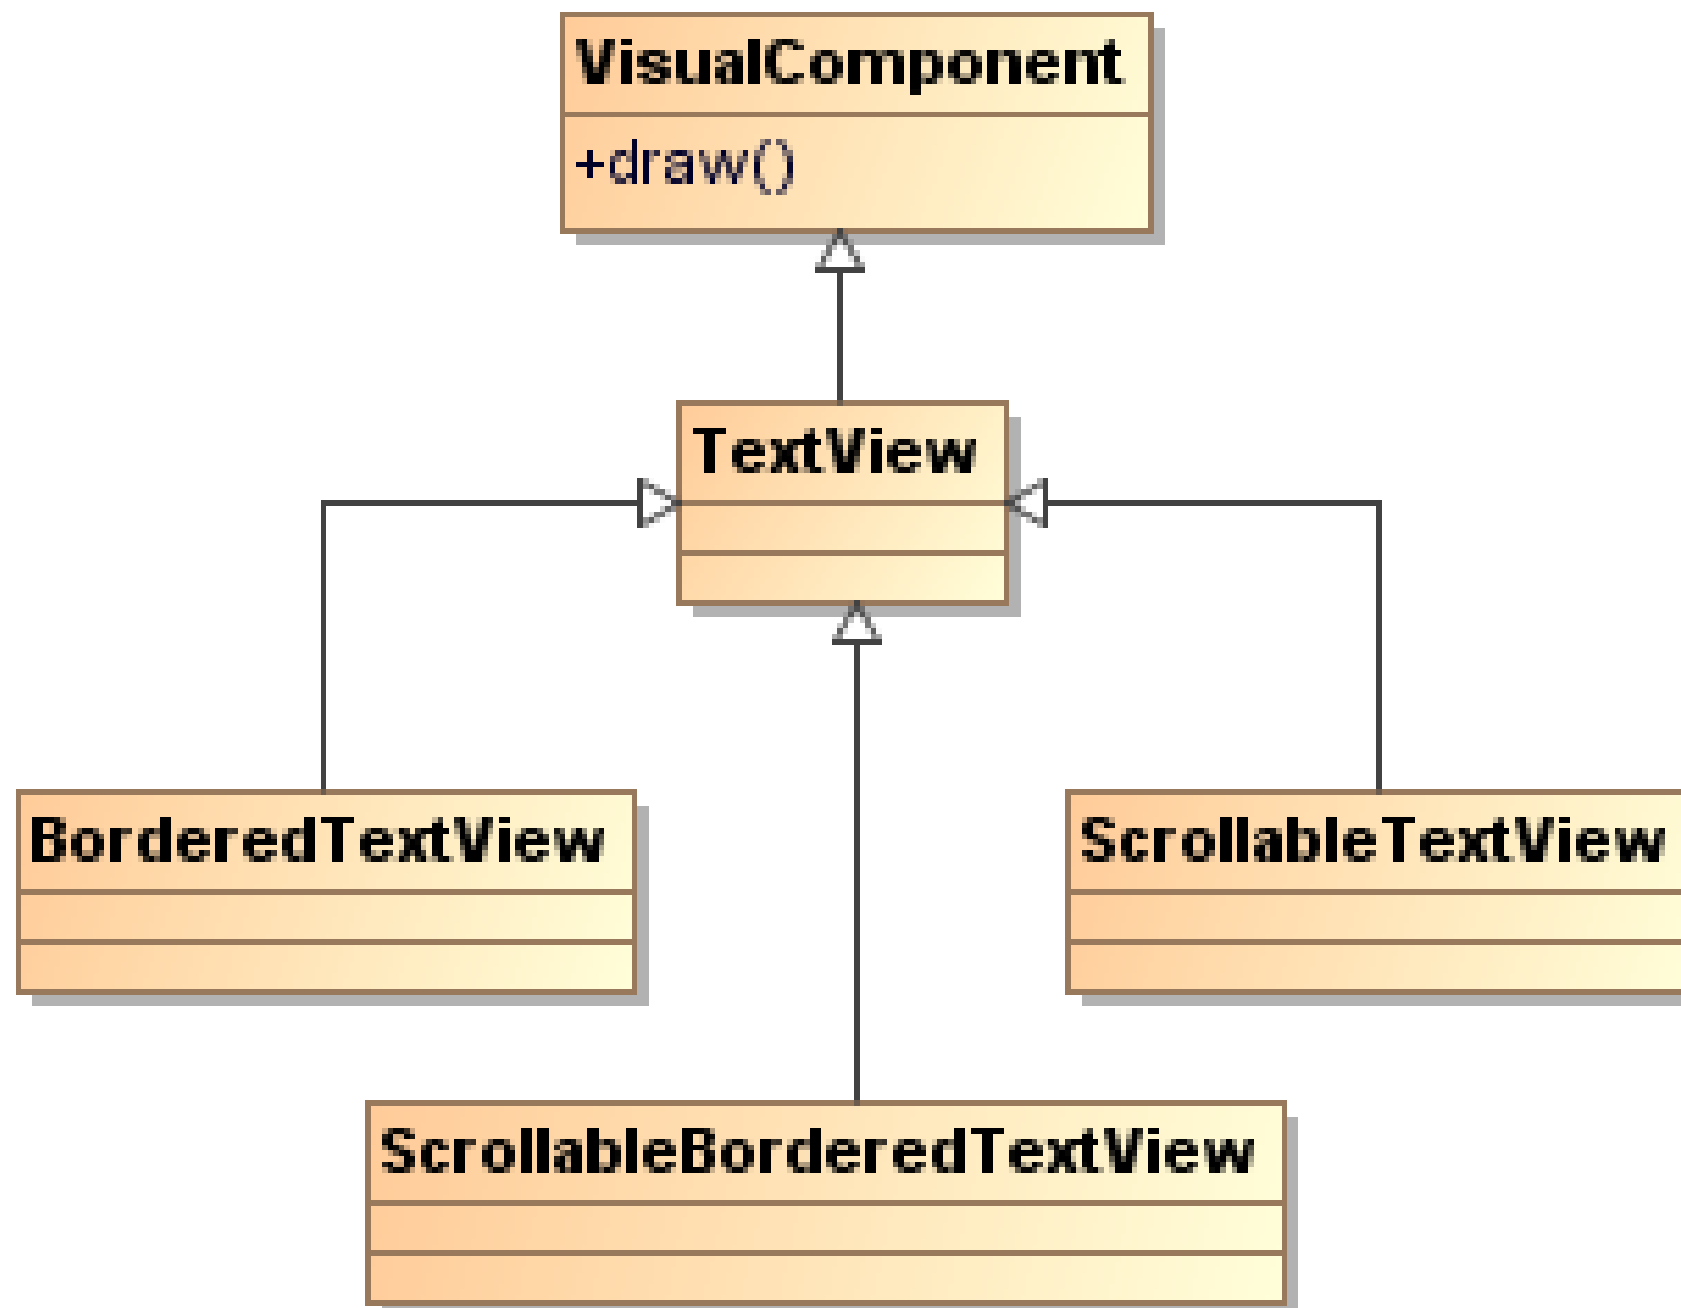 VisualComponent
+draw()
TextView
BorderedTextView
ScrollableTextView
ScrollableBorderedTextView